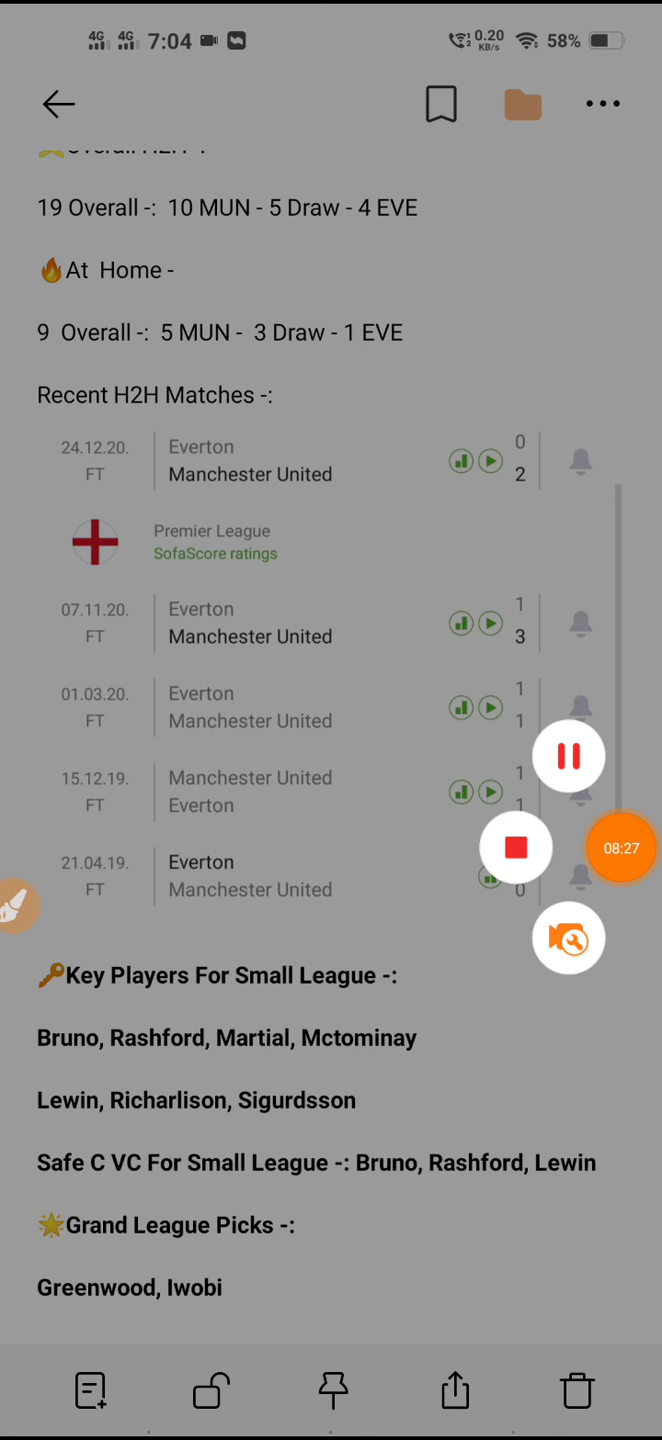 4G 4G 7:04 2 0.20 KB/s 58%
19 Overall -: 10 MUN - 5 Draw - 4 EVE
🔥At Home -
9 Overall -: 5 MUN - 3 Draw - 1 EVE
Recent H2H Matches -:
24.12.20. Everton 0
FT Manchester United 2
Premier League
SofaScore ratings
07.11.20. Everton 1
FT Manchester United 3
01.03.20. Everton 1
FT Manchester United 1
15.12.19. Manchester United 1
FT Everton 1
08:27
21.04.19. Everton
FT Manchester United 0
🔑Key Players For Small League -:
Bruno, Rashford, Martial, Mctominay
Lewin, Richarlison, Sigurdsson
Safe C VC For Small League -: Bruno, Rashford, Lewin
🌟Grand League Picks -:
Greenwood, Iwobi